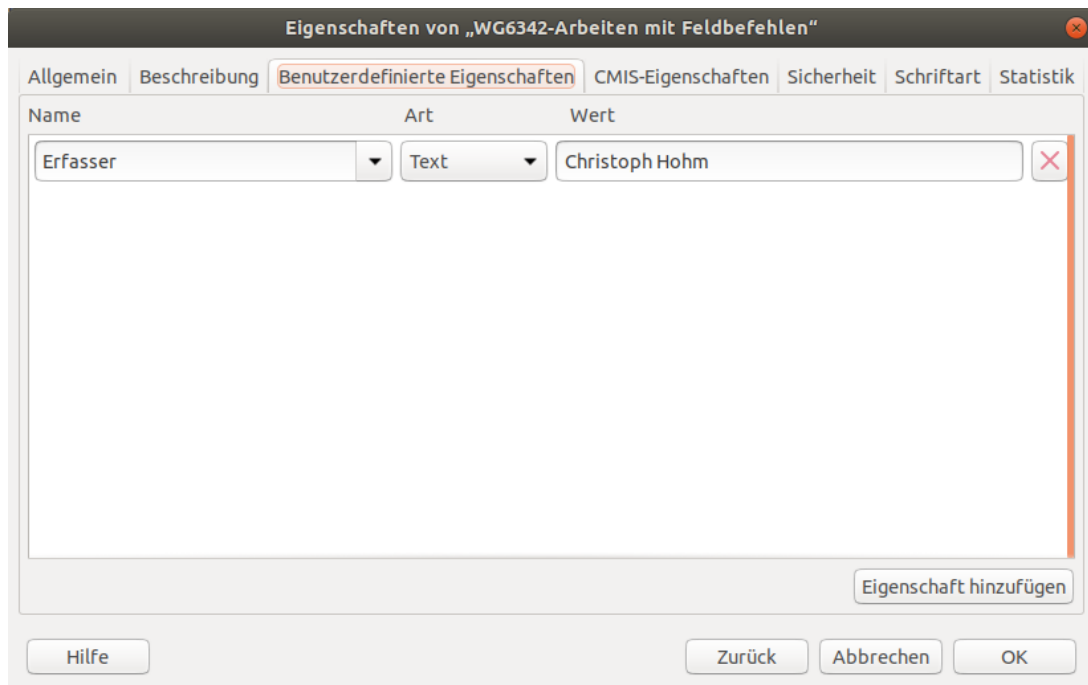 Eigenschaften von „WG6342-Arbeiten mit Feldbefehlen“
Allgemein Beschreibung Benutzerdefinierte Eigenschaften CMIS-Eigenschaften Sicherheit Schriftart Statistik
Name Art Wert
Erfasser Text Christoph Hohm
Eigenschaft hinzufügen
Hilfe Zurück Abbrechen OK